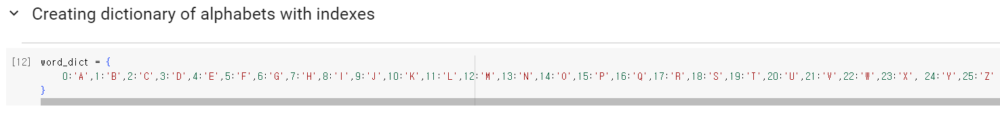 Creating dictionary of alphabets with indexes
[12] word_dict = {
0:'A',1:'B',2:'C',3:'D',4:'E',5:'F',6:'G',7:'H',8:'I',9:'J',10:'K',11:'L',12:'M',13:'N',14:'O',15:'P',16:'Q',17:'R',18:'S',19:'T',20:'U',21:'V',22:'W',23:'X', 24:'Y',25:'Z'
}